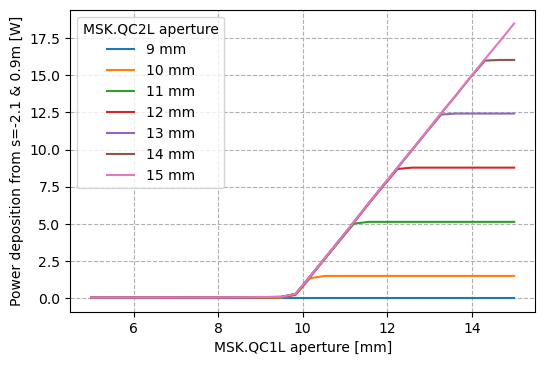 MSK.QC2L aperture
9 mm
10 mm
11 mm
12 mm
13 mm
14 mm
15 mm
17.5
15.0
12.5
10.0
7.5
5.0
2.5
0.0
Power deposition from s=-2.1 & 0.9m [W]
6 8 10 12 14
MSK.QC1L aperture [mm]